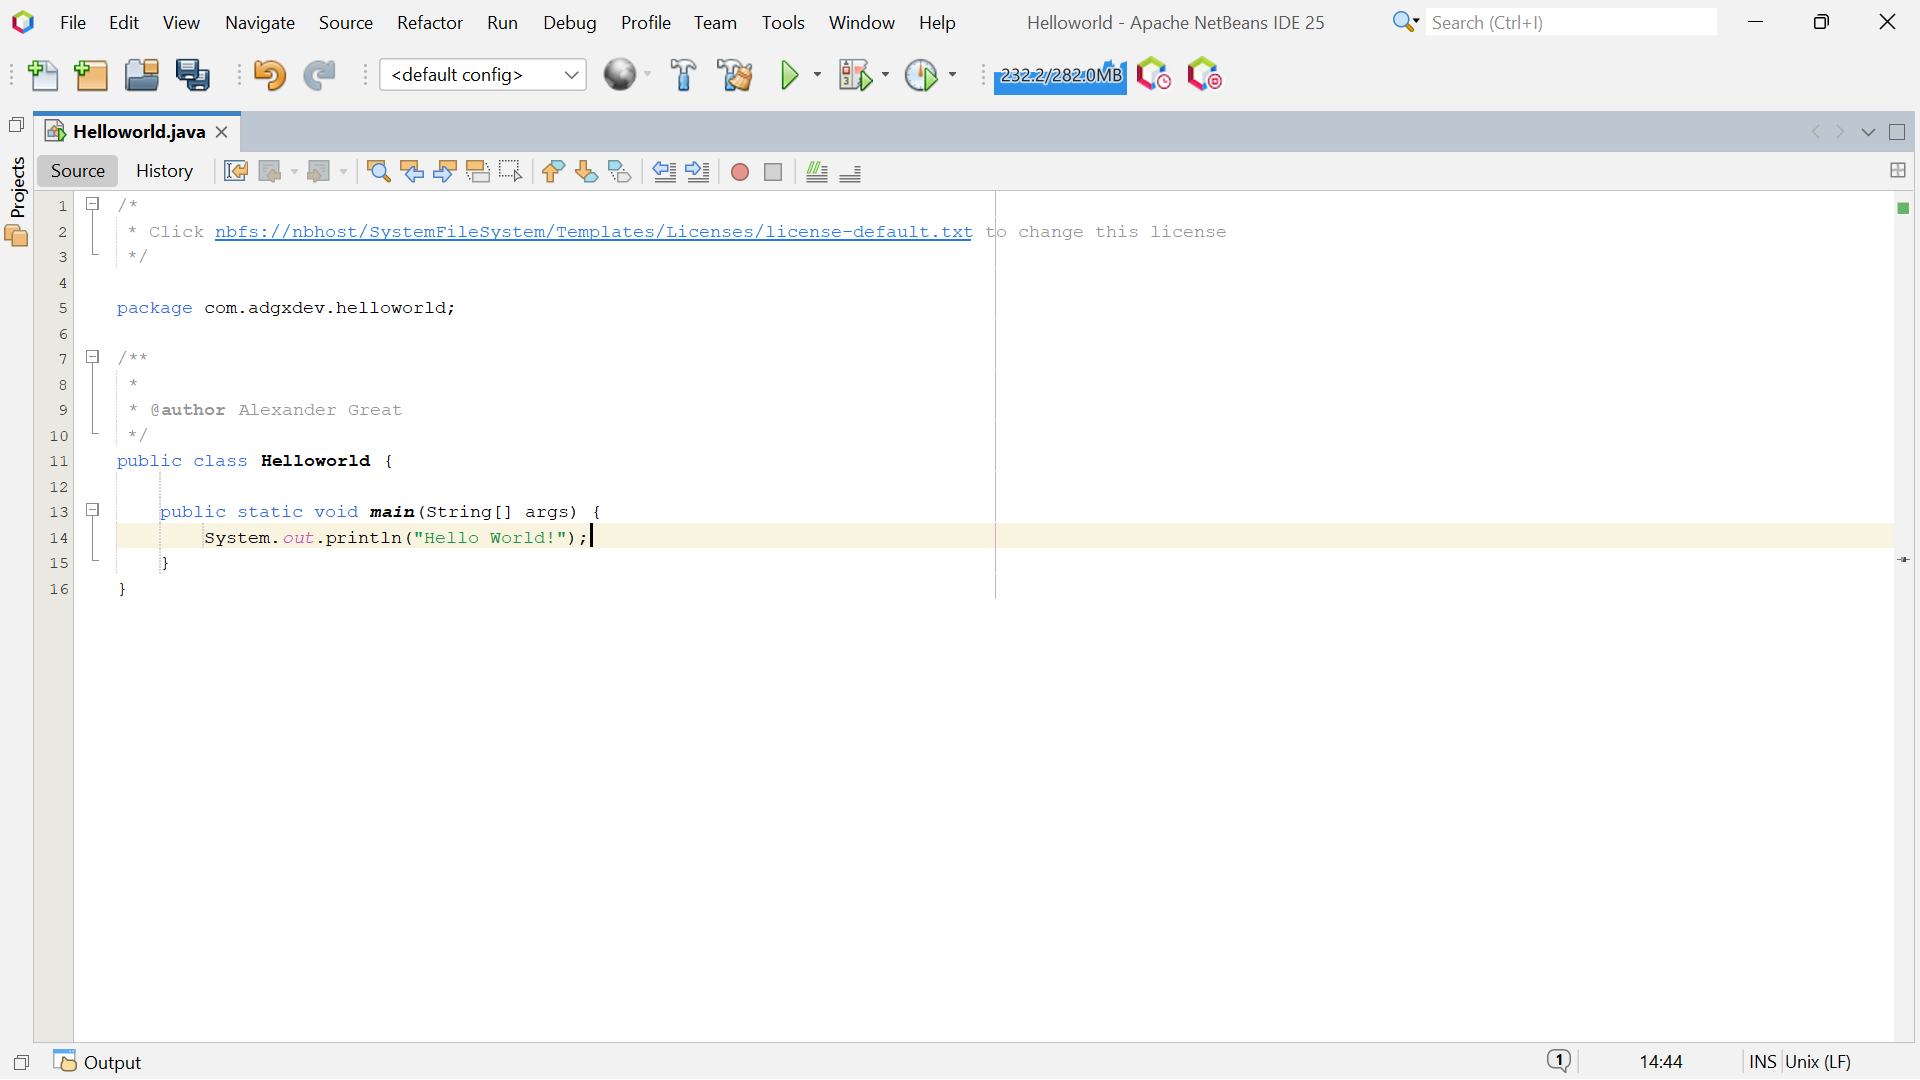 File Edit View Navigate Source Refactor Run Debug Profile Team Tools Window Help Helloworld - Apache NetBeans IDE 25 Search (Ctrl+I)
<default config> 232.2/282.0MB
Helloworld.java
Projects
Source History
1 /*
2 * Click nbfs://nbhost/SystemFileSystem/Templates/Licenses/license-default.txt to change this license
3 */
4
5 package com.adgxdev.helloworld;
6
7 /**
8 *
9 * @author Alexander Great
10 */
11 public class Helloworld {
12
13 public static void main(String[] args) {
14 System.out.println("Hello World!");
15 }
16 }
Output 1 14:44 INS Unix (LF)